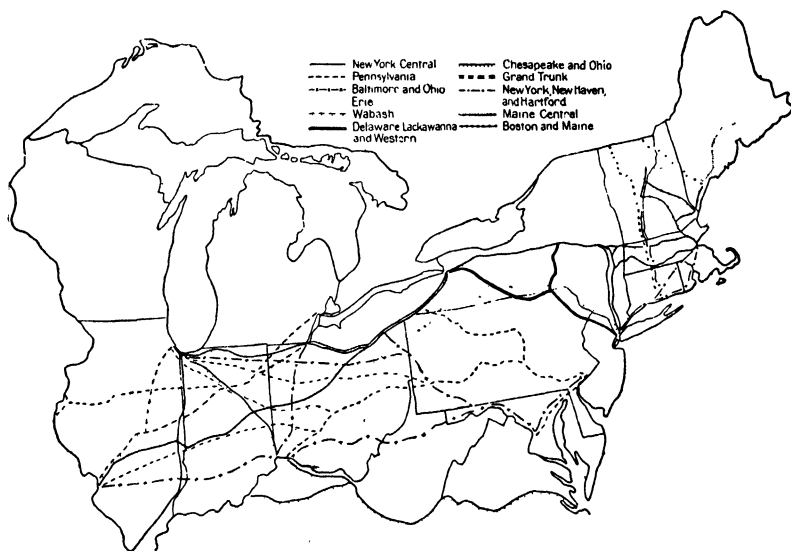 New York Central
Pennsylvania
Baltimore and Ohio
Erie
Wabash
Delaware Lackawanna
and Western
Chesapeake and Ohio
Grand Trunk
New York, New Haven,
and Hartford
Maine Central
Boston and Maine